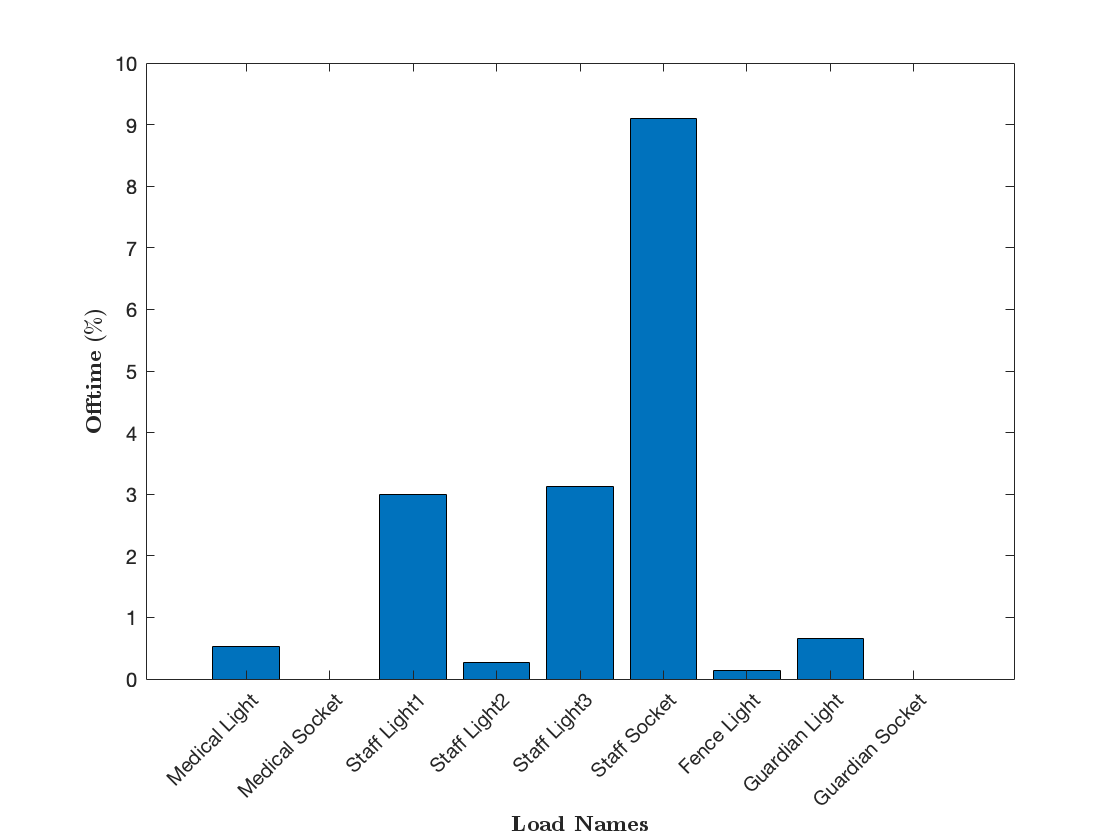 10
9
8
7
6
5
4
3
2
1
0
Offtime (%)
Medical Light
Medical Socket
Staff Light1
Staff Light2
Staff Light3
Staff Socket
Fence Light
Guardian Light
Guardian Socket
Load Names